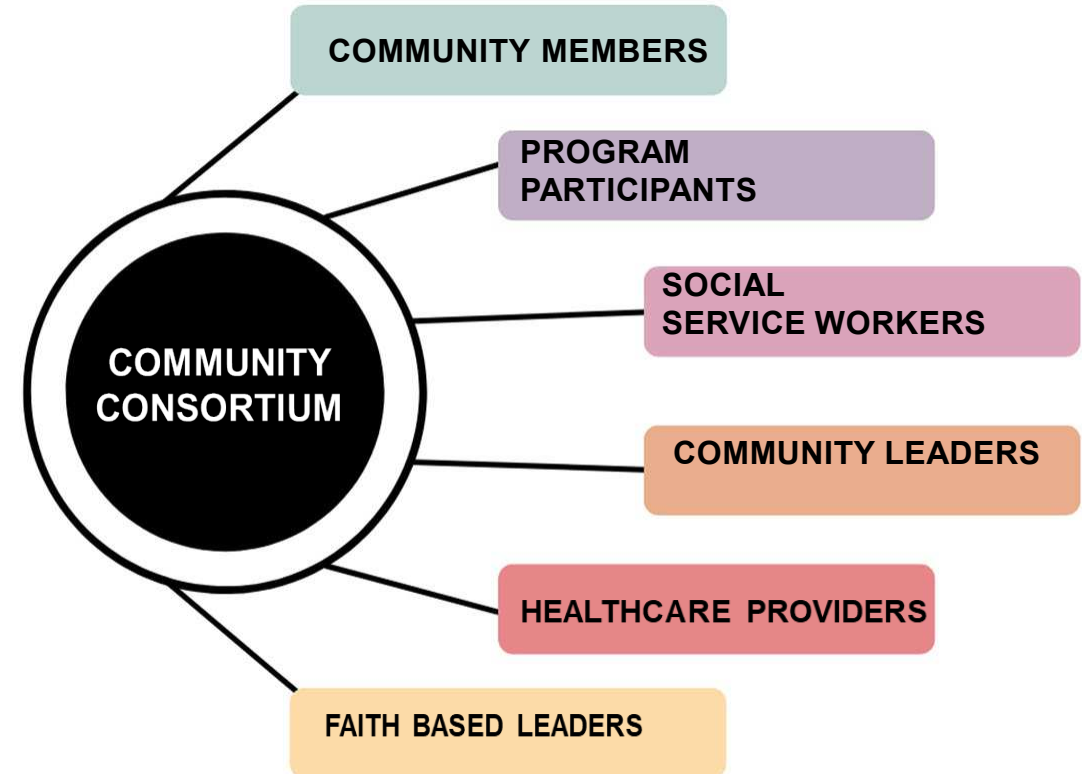 COMMUNITY MEMBERS
PROGRAM
PARTICIPANTS
SOCIAL
SERVICE WORKERS
COMMUNITY
CONSORTIUM
COMMUNITY LEADERS
HEALTHCARE PROVIDERS
FAITH BASED LEADERS